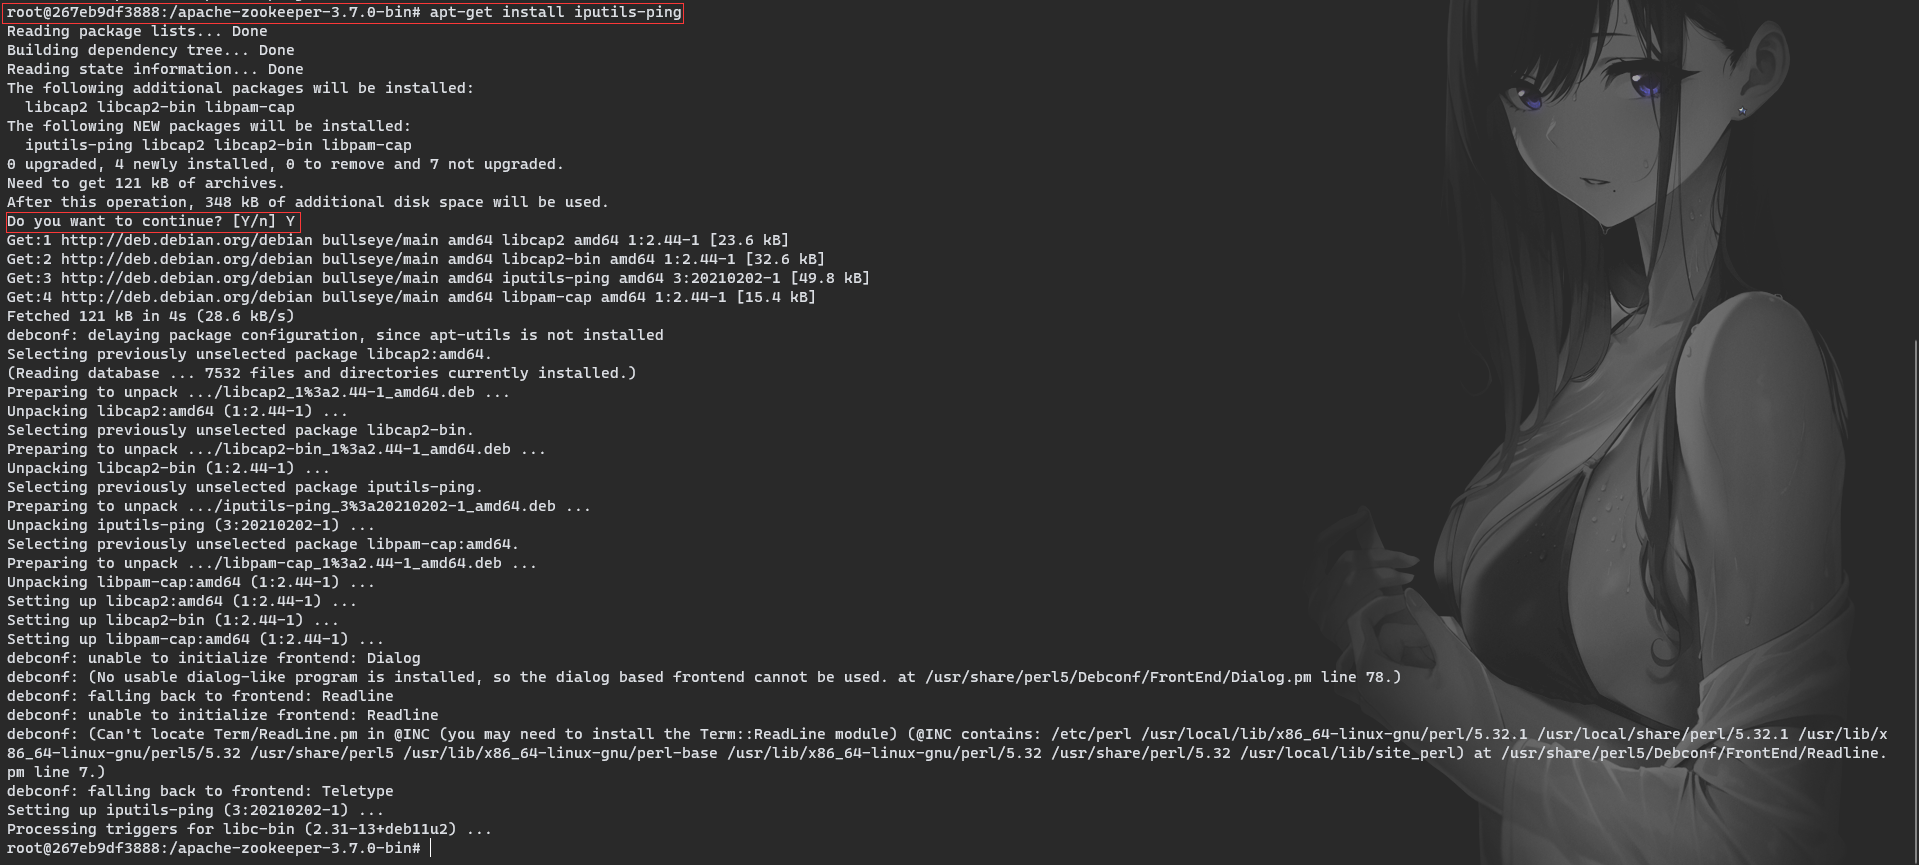 root@267eb9df3888:/apache-zookeeper-3.7.0-bin# apt-get install iputils-ping
Reading package lists... Done
Building dependency tree... Done
Reading state information... Done
The following additional packages will be installed:
  libcap2 libcap2-bin libpam-cap
The following NEW packages will be installed:
  iputils-ping libcap2 libcap2-bin libpam-cap
0 upgraded, 4 newly installed, 0 to remove and 7 not upgraded.
Need to get 121 kB of archives.
After this operation, 348 kB of additional disk space will be used.
Do you want to continue? [Y/n] Y
Get:1 http://deb.debian.org/debian bullseye/main amd64 libcap2 amd64 1:2.44-1 [23.6 kB]
Get:2 http://deb.debian.org/debian bullseye/main amd64 libcap2-bin amd64 1:2.44-1 [32.6 kB]
Get:3 http://deb.debian.org/debian bullseye/main amd64 iputils-ping amd64 3:20210202-1 [49.8 kB]
Get:4 http://deb.debian.org/debian bullseye/main amd64 libpam-cap amd64 1:2.44-1 [15.4 kB]
Fetched 121 kB in 4s (28.6 kB/s)
debconf: delaying package configuration, since apt-utils is not installed
Selecting previously unselected package libcap2:amd64.
(Reading database ... 7532 files and directories currently installed.)
Preparing to unpack .../libcap2_1%3a2.44-1_amd64.deb ...
Unpacking libcap2:amd64 (1:2.44-1) ...
Selecting previously unselected package libcap2-bin.
Preparing to unpack .../libcap2-bin_1%3a2.44-1_amd64.deb ...
Unpacking libcap2-bin (1:2.44-1) ...
Selecting previously unselected package iputils-ping.
Preparing to unpack .../iputils-ping_3%3a20210202-1_amd64.deb ...
Unpacking iputils-ping (3:20210202-1) ...
Selecting previously unselected package libpam-cap:amd64.
Preparing to unpack .../libpam-cap_1%3a2.44-1_amd64.deb ...
Unpacking libpam-cap:amd64 (1:2.44-1) ...
Setting up libcap2:amd64 (1:2.44-1) ...
Setting up libcap2-bin (1:2.44-1) ...
Setting up libpam-cap:amd64 (1:2.44-1) ...
debconf: unable to initialize frontend: Dialog
debconf: (No usable dialog-like program is installed, so the dialog based frontend cannot be used. at /usr/share/perl5/Debconf/FrontEnd/Dialog.pm line 78.)
debconf: falling back to frontend: Readline
debconf: unable to initialize frontend: Readline
debconf: (Can't locate Term/ReadLine.pm in @INC (you may need to install the Term::ReadLine module) (@INC contains: /etc/perl /usr/local/lib/x86_64-linux-gnu/perl/5.32.1 /usr/local/share/perl/5.32.1 /usr/lib/x
86_64-linux-gnu/perl5/5.32 /usr/share/perl5 /usr/lib/x86_64-linux-gnu/perl-base /usr/lib/x86_64-linux-gnu/perl/5.32 /usr/share/perl/5.32 /usr/local/lib/site_perl) at /usr/share/perl5/Debconf/FrontEnd/Readline.
pm line 7.)
debconf: falling back to frontend: Teletype
Setting up iputils-ping (3:20210202-1) ...
Processing triggers for libc-bin (2.31-13+deb11u2) ...
root@267eb9df3888:/apache-zookeeper-3.7.0-bin#